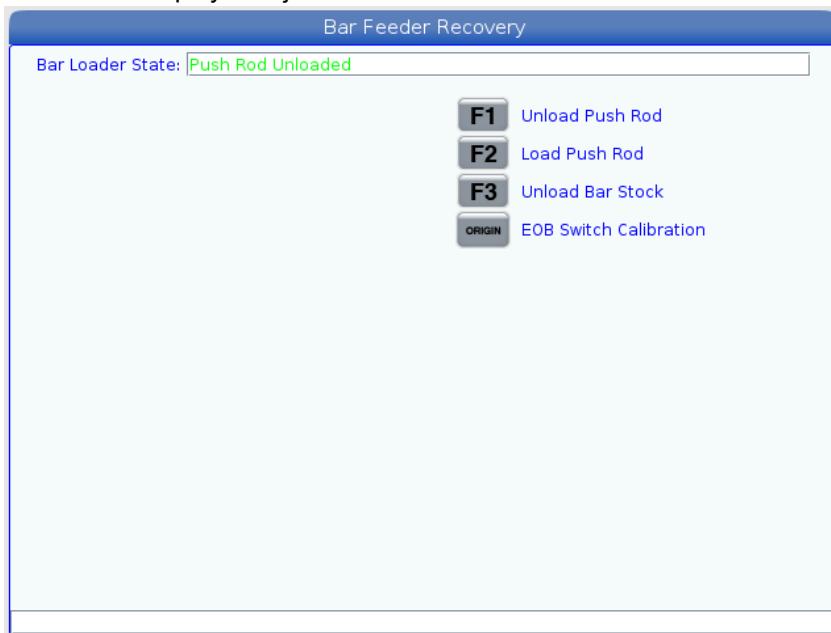 Bar Feeder Recovery
Bar Loader State: Push Rod Unloaded
F1 Unload Push Rod
F2 Load Push Rod
F3 Unload Bar Stock
ORIGIN EOB Switch Calibration